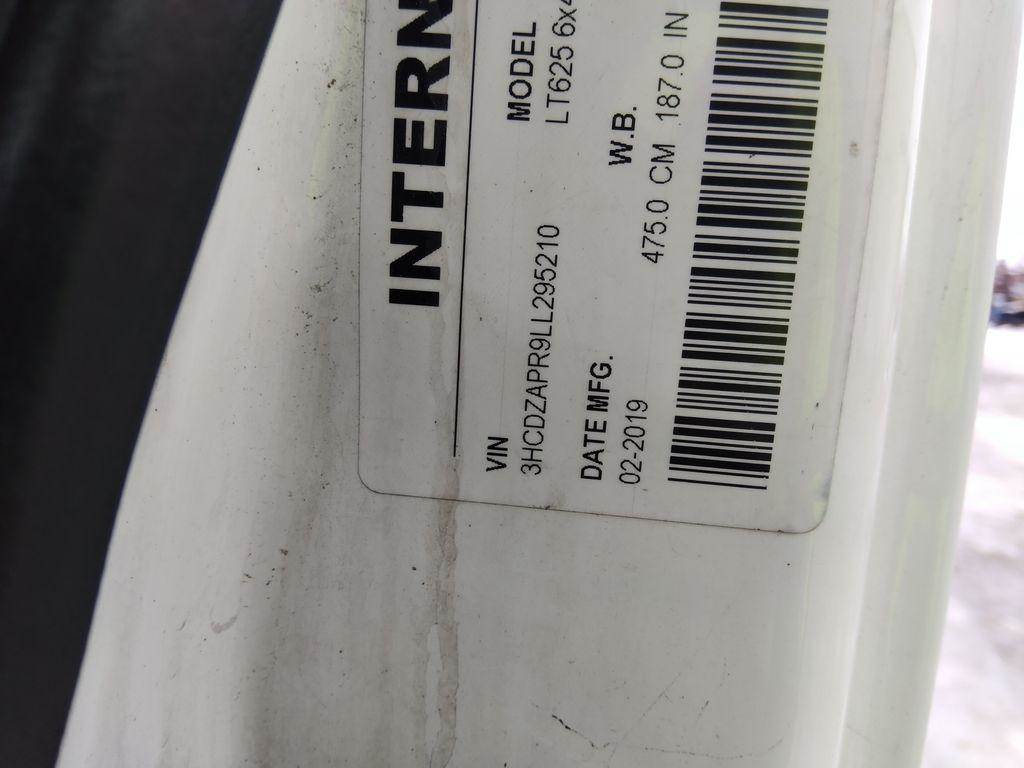 INTERN
VIN
3HCDZAPR9LL295210
MODEL
LT625 6x4
DATE MFG.
02-2019
W.B.
475.0 CM 187.0 IN